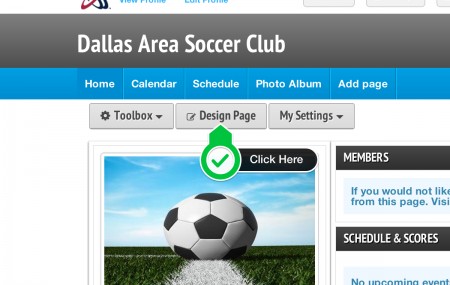 View Profile Edit Profile
Dallas Area Soccer Club
Home Calendar Schedule Photo Album Add page
Toolbox Design Page My Settings
Click Here
MEMBERS
If you would not like
from this page. Visi
SCHEDULE & SCORES
No upcoming event